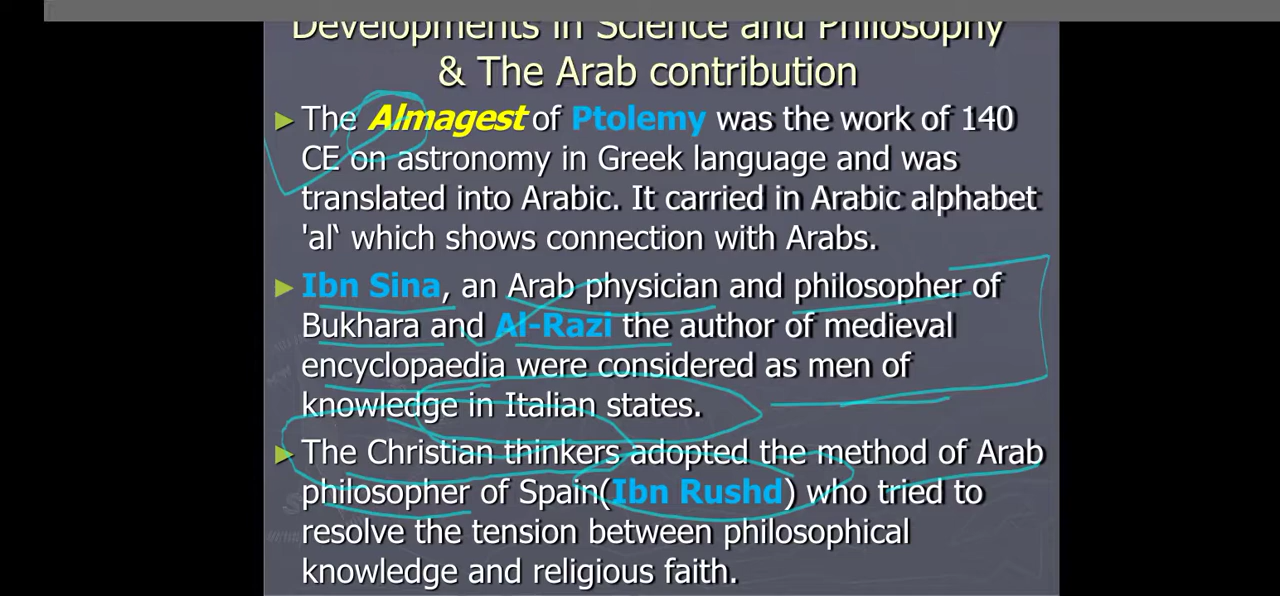 Developments in Science and Philosophy
& The Arab contribution
► The Almagest of Ptolemy was the work of 140
CE on astronomy in Greek language and was
translated into Arabic. It carried in Arabic alphabet
'al‘ which shows connection with Arabs.
► Ibn Sina, an Arab physician and philosopher of
Bukhara and Al-Razi the author of medieval
encyclopaedia were considered as men of
knowledge in Italian states.
► The Christian thinkers adopted the method of Arab
philosopher of Spain(Ibn Rushd) who tried to
resolve the tension between philosophical
knowledge and religious faith.